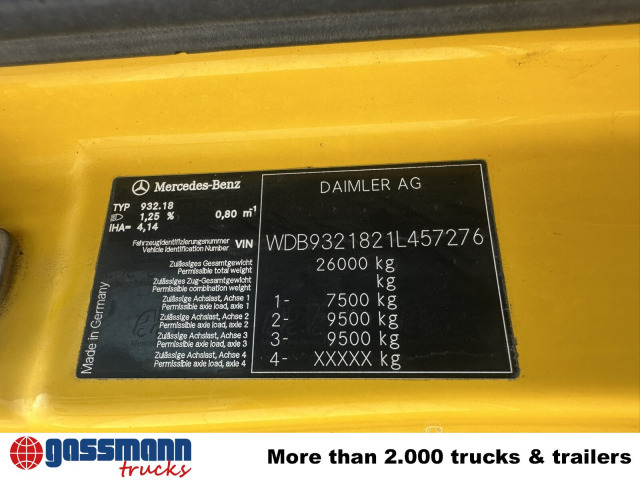 Mercedes-Benz
TYP 932.18
1,25 % 0,80 m-1
IHA= 4,14
Fahrzeugidentifizierungsnummer
Vehicle Identification Number VIN
Zulässiges Gesamtgewicht
Permissible total weight
Zulässiges Zug-Gesamtgewicht
Permissible combination weight
Zulässige Achslast, Achse 1
Permissible axle load, axle 1
Zulässige Achslast, Achse 2
Permissible axle load, axle 2
Zulässige Achslast, Achse 3
Permissible axle load, axle 3
Zulässige Achslast, Achse 4
Permissible axle load, axle 4
Made in Germany
DAIMLER AG
WDB9321821L457276
26000 kg
kg
1- 7500 kg
2- 9500 kg
3- 9500 kg
4- XXXXX kg
gassmann
trucks
More than 2.000 trucks & trailers